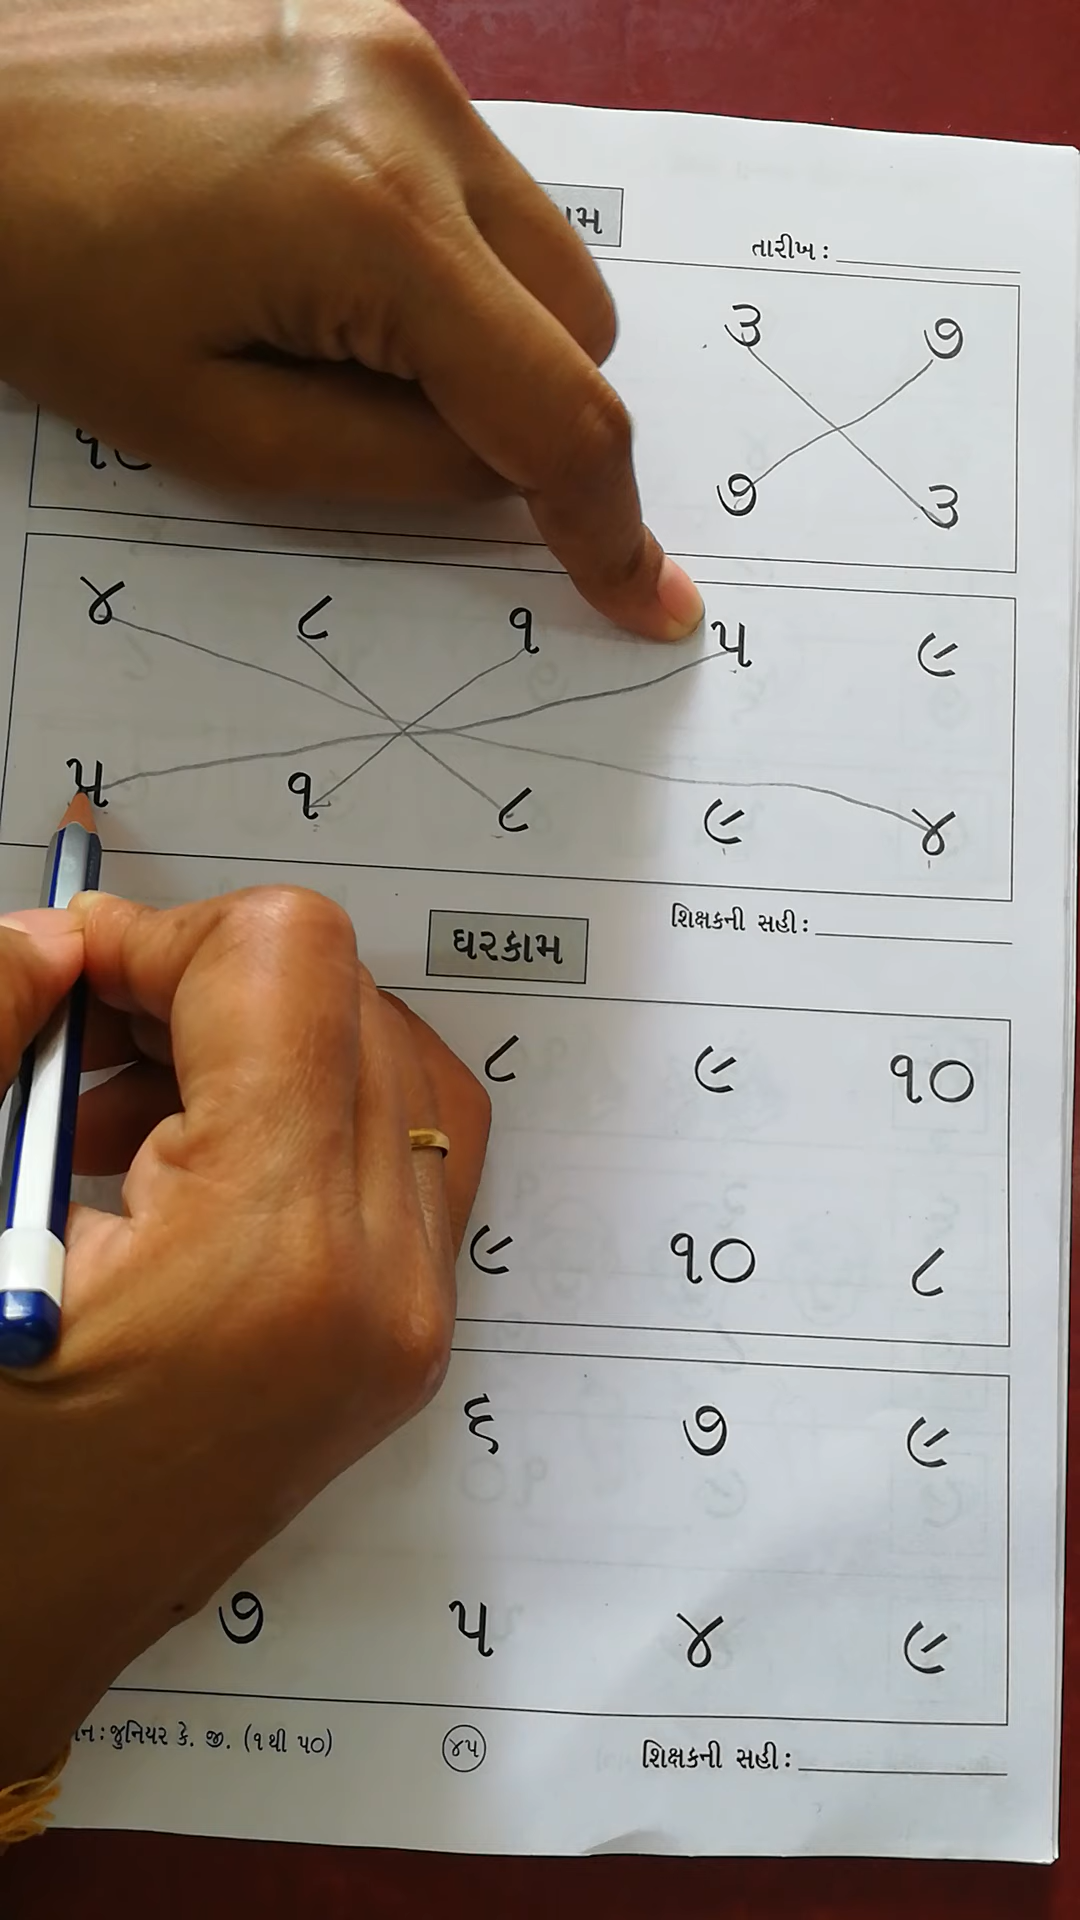 તારીખ :
૩ ૭
૭ ૩
૪ ૮ ૧ ૫ ૯
૫ ૧ ૮ ૯ ૪
શિક્ષકની સહી :
ઘરકામ
૮ ૯ ૧૦
૯ ૧૦ ૮
૬ ૭ ૯
૭ ૫ ૪ ૯
જુનિયર કે. જી. (૧ થી ૫૦)
૪૫
શિક્ષકની સહી :